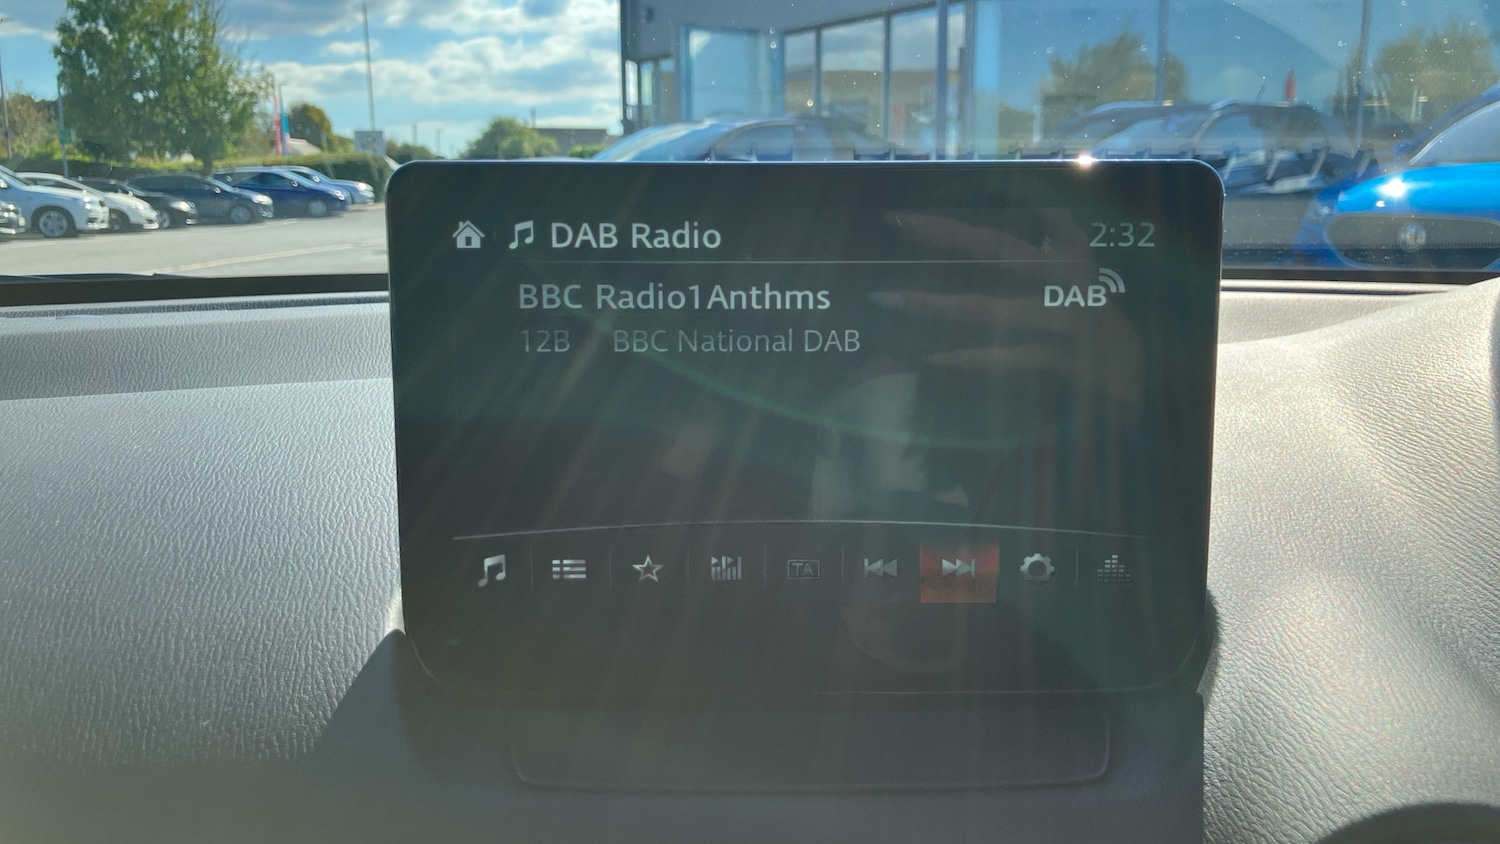 DAB Radio 2:32
BBC Radio1Anthms DAB
12B BBC National DAB
TA